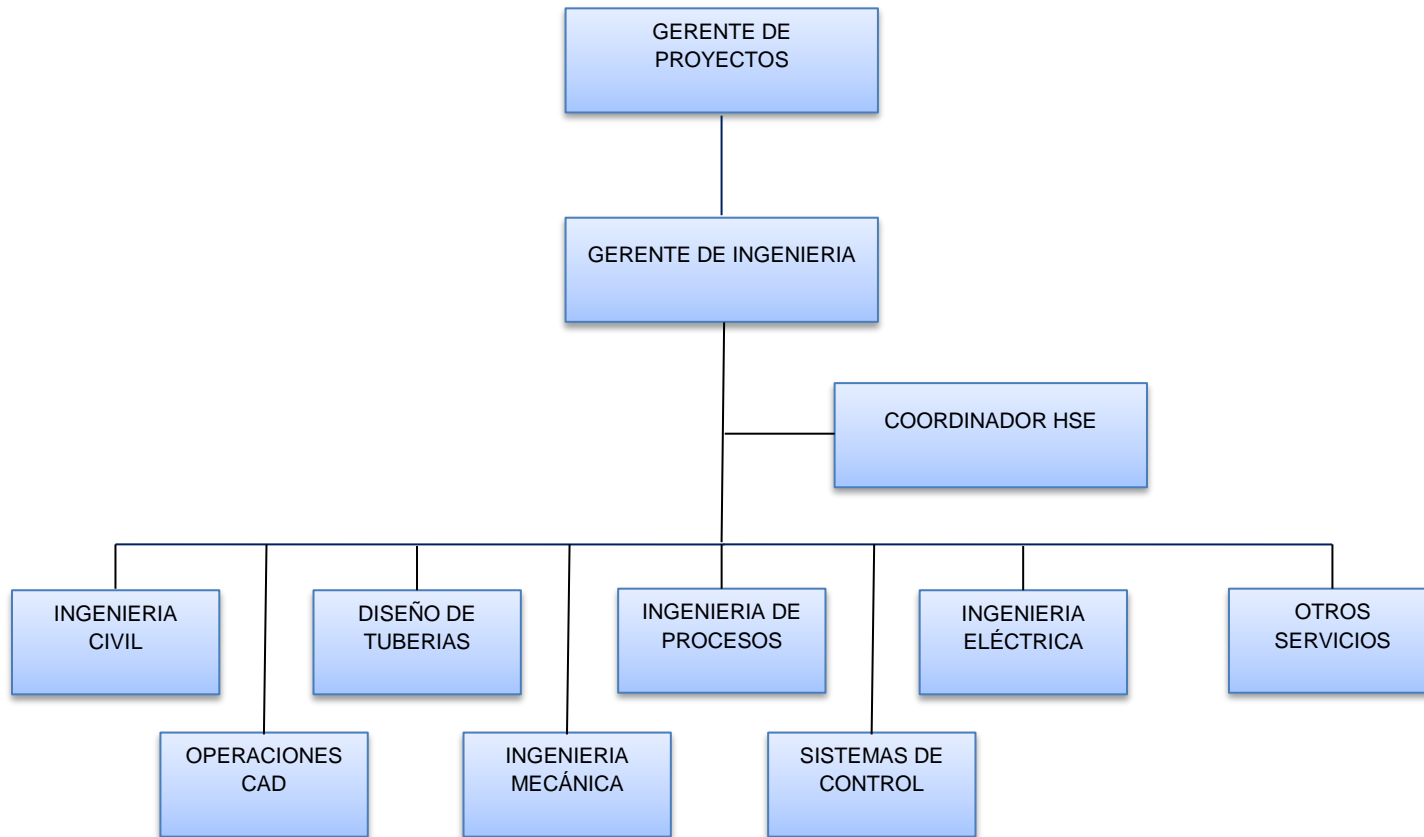 GERENTE DE
PROYECTOS
GERENTE DE INGENIERIA
COORDINADOR HSE
INGENIERIA
CIVIL
DISEÑO DE
TUBERIAS
INGENIERIA DE
PROCESOS
INGENIERIA
ELÉCTRICA
OTROS
SERVICIOS
OPERACIONES
CAD
INGENIERIA
MECÁNICA
SISTEMAS DE
CONTROL